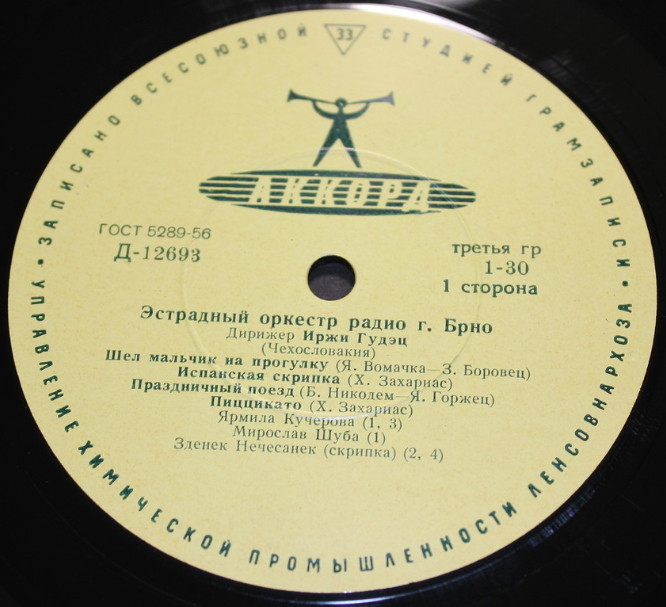 • ЗАПИСАНО ВСЕСОЮЗНОЙ 33 СТУДИЕЙ ГРАМЗАПИСИ •
АККОРД
ГОСТ 5289-56
Д-12693
третья гр
1-30
1 сторона
Эстрадный оркестр радио г. Брно
Дирижер Иржи Гудэц
(Чехословакия)
Шел мальчик на прогулку (Я. Вомачка—З. Боровец)
Испанская скрипка (Х. Захариас)
Праздничный поезд (Б. Никодем—Я. Горжец)
Пиццикато (Х. Захариас)
Ярмила Кучерова (1, 3)
Мирослав Шуба (1)
Зленек Нечесанек (скрипка) (2, 4)
УПРАВЛЕНИЕ ХИМИЧЕСКОЙ ПРОМЫШЛЕННОСТИ ЛЕНСОВНАРХОЗА